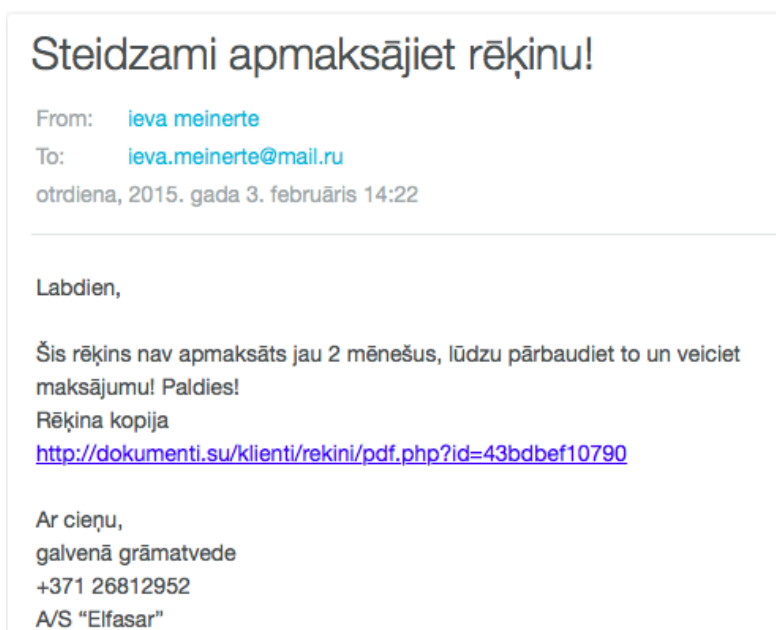 Steidzami apmaksājiet rēķinu!
From: ieva meinerte
To: ieva.meinerte@mail.ru
otrdiena, 2015. gada 3. februāris 14:22
Labdien,
Šis rēķins nav apmaksāts jau 2 mēnešus, lūdzu pārbaudiet to un veiciet
maksājumu! Paldies!
Rēķina kopija
http://dokumenti.su/klienti/rekini/pdf.php?id=43bdbef10790
Ar cieņu,
galvenā grāmatvede
+371 26812952
A/S “Elfasar”